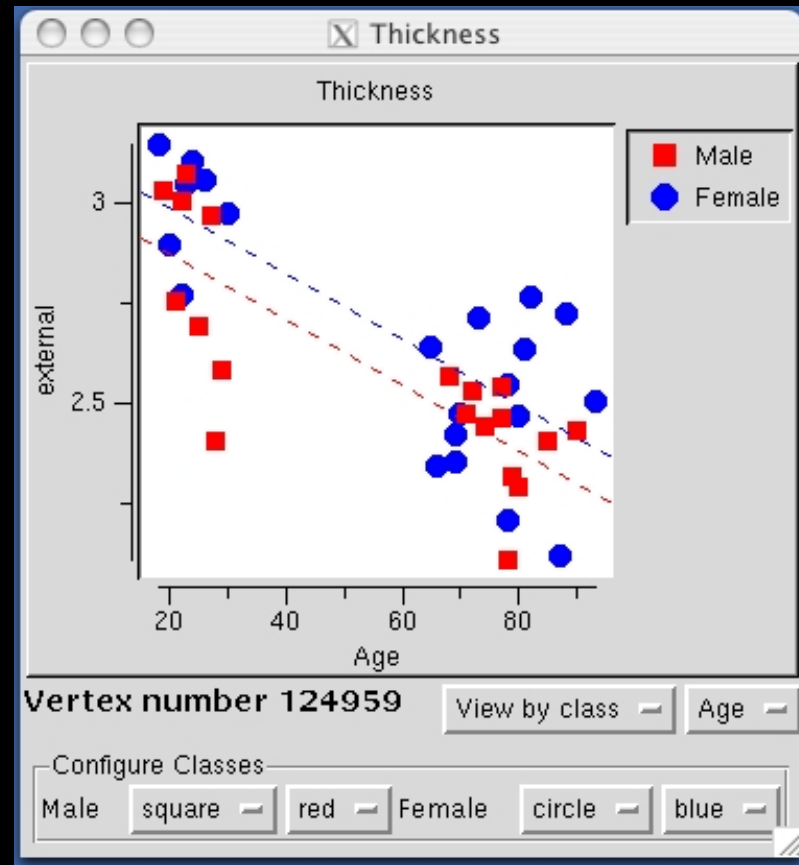 X Thickness
Thickness
Male
Female
3
2.5
external
20 40 60 80
Age
Vertex number 124959 View by class Age
Configure Classes
Male square red Female circle blue